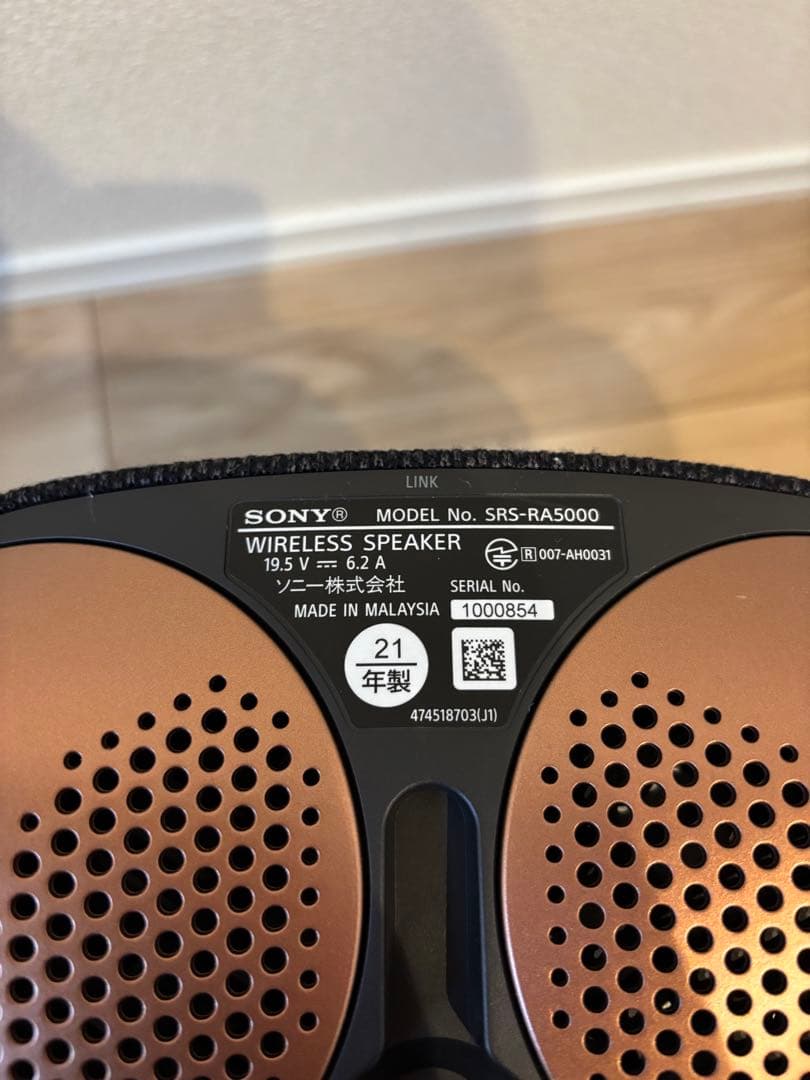 LINK
SONY® MODEL No. SRS-RA5000
WIRELESS SPEAKER
19.5 V ⎓ 6.2 A
R 007-AH0031
ソニー株式会社
SERIAL No.
MADE IN MALAYSIA 1000854
21
年製
474518703(J1)